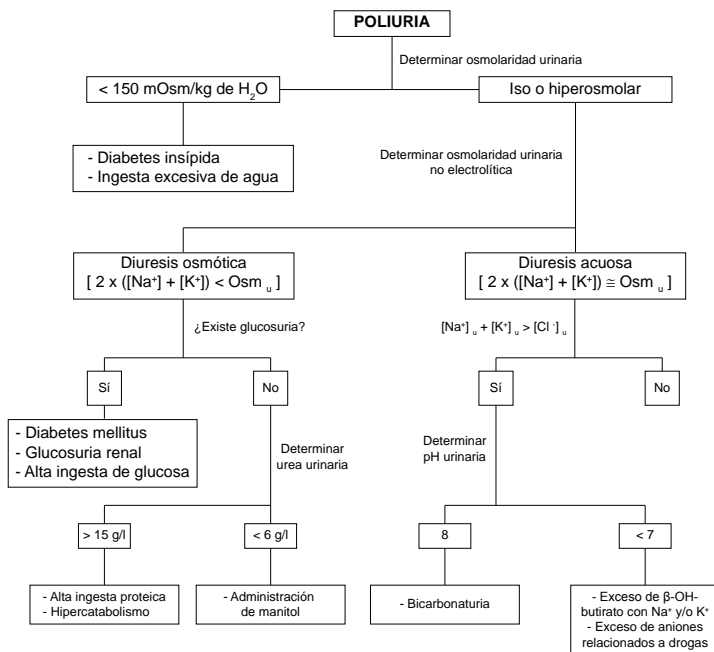 POLIURIA
Determinar osmolaridad urinaria
< 150 mOsm/kg de H₂O
Iso o hiperosmolar
- Diabetes insípida
- Ingesta excesiva de agua
Determinar osmolaridad urinaria
no electrolítica
Diuresis osmótica
[ 2 x ([Na⁺] + [K⁺]) < Osm ᵤ ]
Diuresis acuosa
[ 2 x ([Na⁺] + [K⁺]) ≅ Osm ᵤ ]
¿Existe glucosuria?
[Na⁺] ᵤ + [K⁺] ᵤ > [Cl ⁻] ᵤ
Sí
No
Sí
No
- Diabetes mellitus
- Glucosuria renal
- Alta ingesta de glucosa
Determinar
urea urinaria
Determinar
pH urinaria
> 15 g/l
< 6 g/l
8
< 7
- Alta ingesta proteica
- Hipercatabolismo
- Administración
de manitol
- Bicarbonaturia
- Exceso de β-OH-
butirato con Na⁺ y/o K⁺
- Exceso de aniones
relacionados a drogas